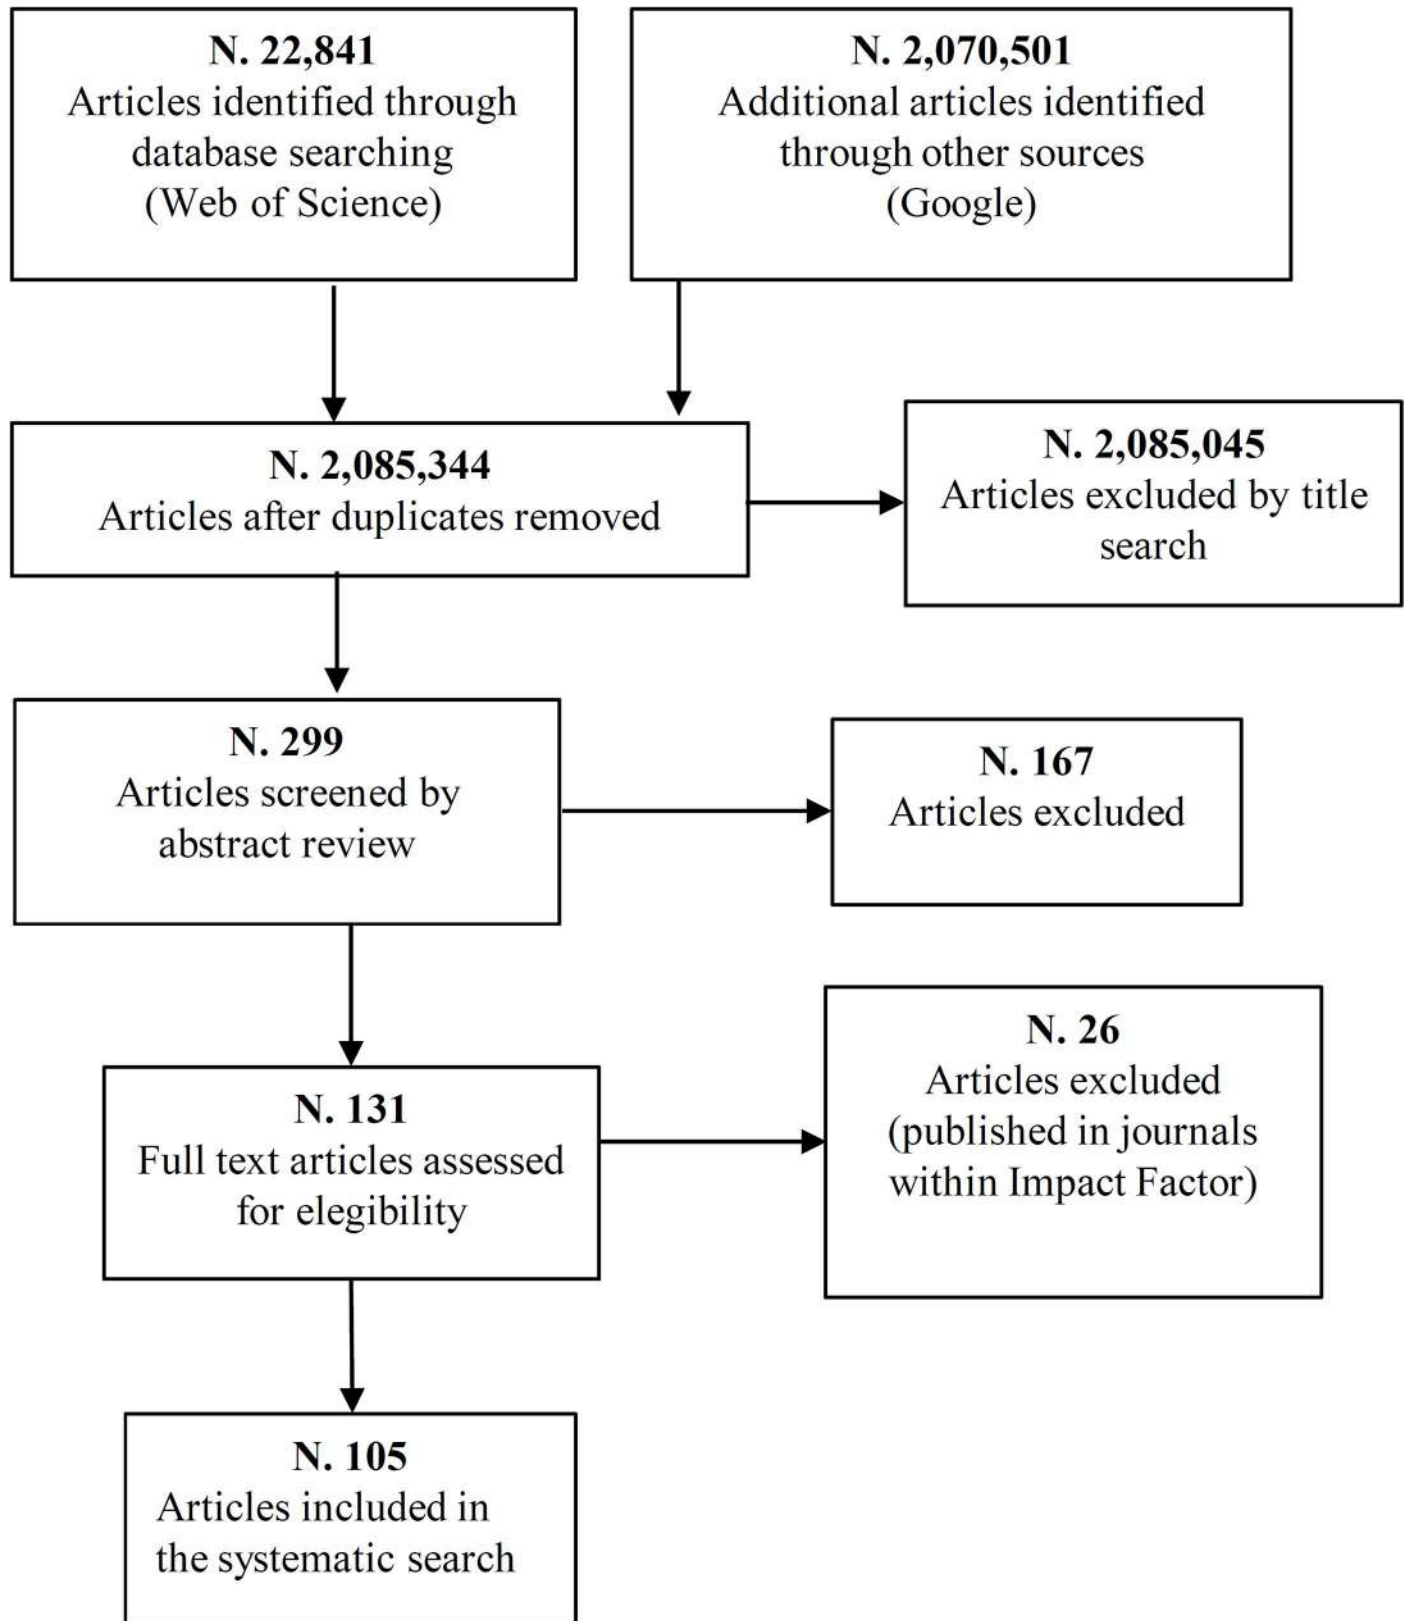 N. 22,841
Articles identified through
database searching
(Web of Science)
N. 2,070,501
Additional articles identified
through other sources
(Google)
N. 2,085,344
Articles after duplicates removed
N. 2,085,045
Articles excluded by title
search
N. 299
Articles screened by
abstract review
N. 167
Articles excluded
N. 131
Full text articles assessed
for elegibility
N. 26
Articles excluded
(published in journals
within Impact Factor)
N. 105
Articles included in
the systematic search